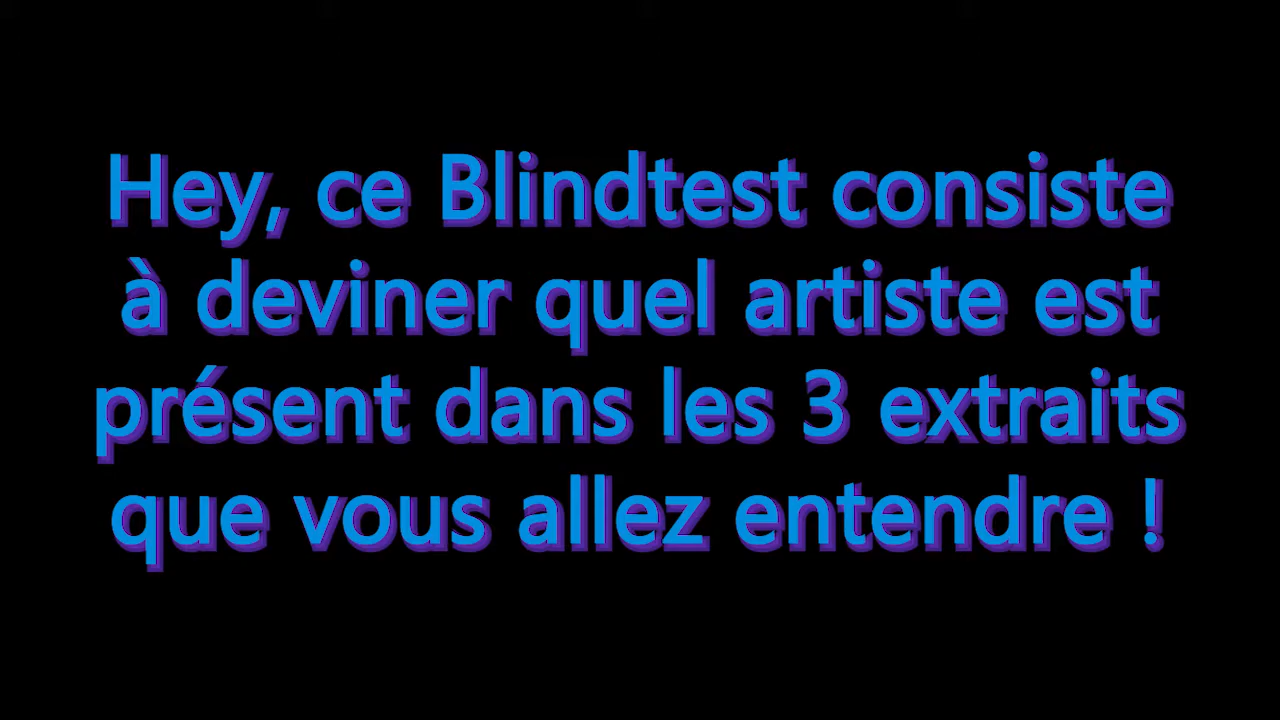 Hey, ce Blindtest consiste
à deviner quel artiste est
présent dans les 3 extraits
que vous allez entendre !